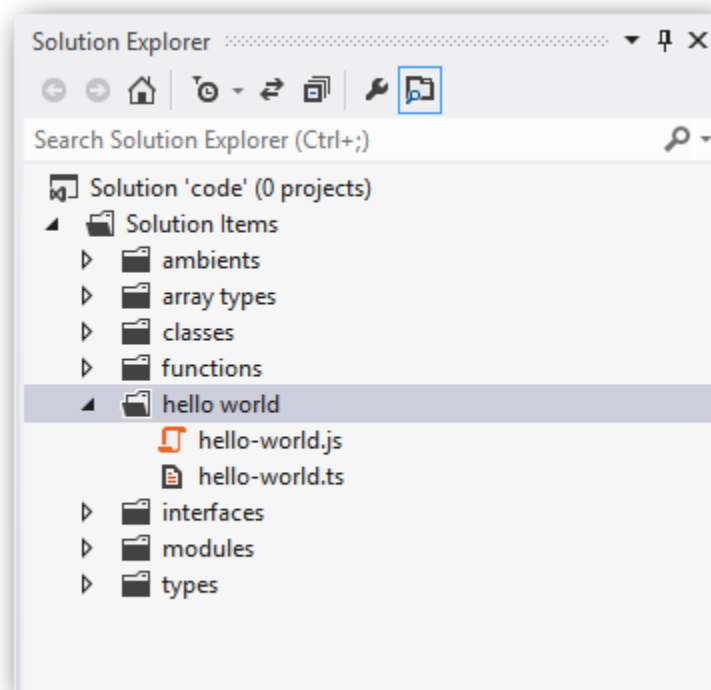 Solution Explorer
Search Solution Explorer (Ctrl+;)
Solution 'code' (0 projects)
Solution Items
ambients
array types
classes
functions
hello world
hello-world.js
hello-world.ts
interfaces
modules
types